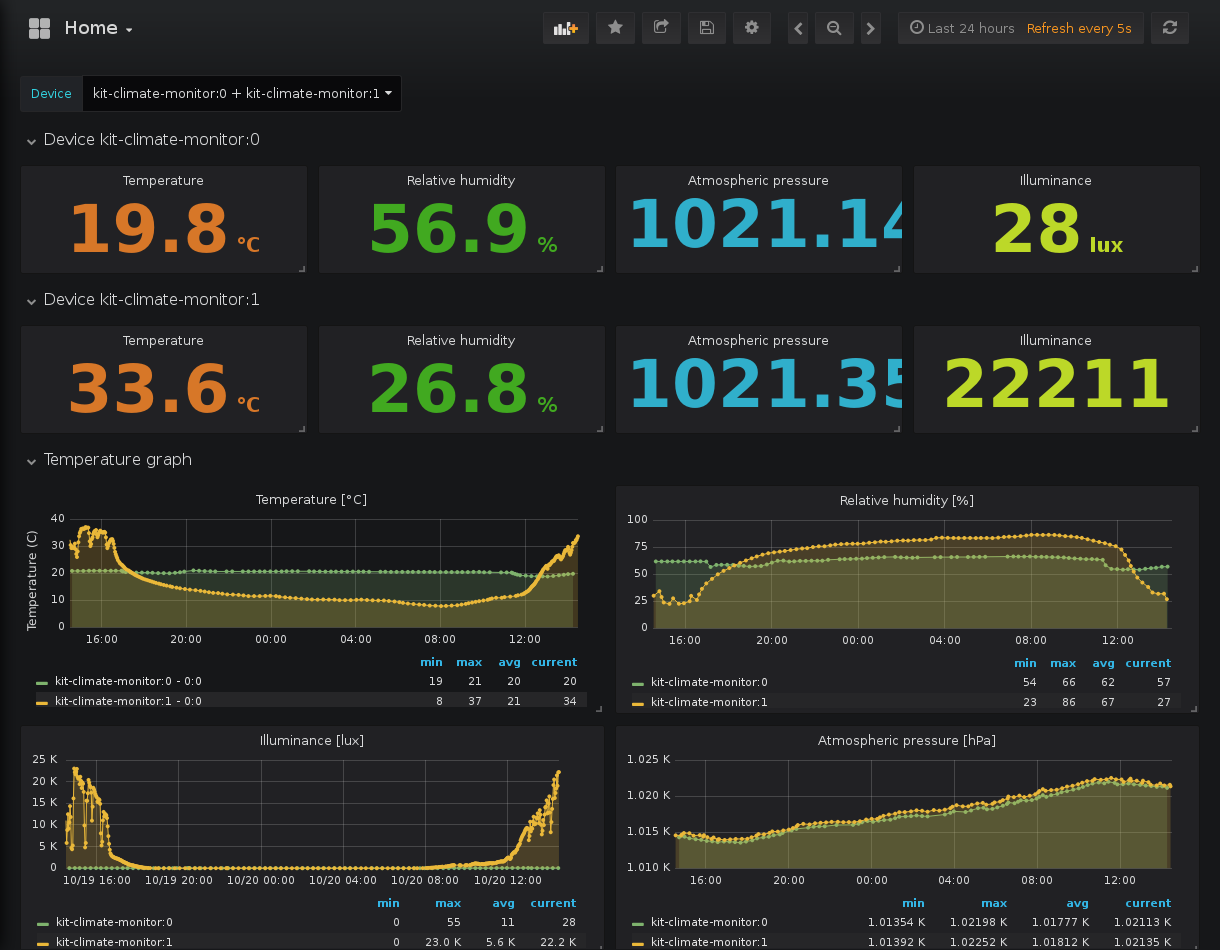 Home
Last 24 hours Refresh every 5s
Device kit-climate-monitor:0 + kit-climate-monitor:1
Device kit-climate-monitor:0
Temperature Relative humidity Atmospheric pressure Illuminance
19.8 °C 56.9 % 1021.14 28 lux
Device kit-climate-monitor:1
Temperature Relative humidity Atmospheric pressure Illuminance
33.6 °C 26.8 % 1021.35 22211
Temperature graph
Temperature [°C]
Temperature (C)
40
30
20
10
0
16:00 20:00 00:00 04:00 08:00 12:00
min max avg current
kit-climate-monitor:0 - 0:0 19 21 20 20
kit-climate-monitor:1 - 0:0 8 37 21 34
Relative humidity [%]
100
75
50
25
0
16:00 20:00 00:00 04:00 08:00 12:00
min max avg current
kit-climate-monitor:0 54 66 62 57
kit-climate-monitor:1 23 86 67 27
Illuminance [lux]
25 K
20 K
15 K
10 K
5 K
0
10/19 16:00 10/19 20:00 10/20 00:00 10/20 04:00 10/20 08:00 10/20 12:00
min max avg current
kit-climate-monitor:0 0 55 11 28
kit-climate-monitor:1 0 23.0 K 5.6 K 22.2 K
Atmospheric pressure [hPa]
1.025 K
1.020 K
1.015 K
1.010 K
16:00 20:00 00:00 04:00 08:00 12:00
min max avg current
kit-climate-monitor:0 1.01354 K 1.02198 K 1.01777 K 1.02113 K
kit-climate-monitor:1 1.01392 K 1.02252 K 1.01812 K 1.02135 K